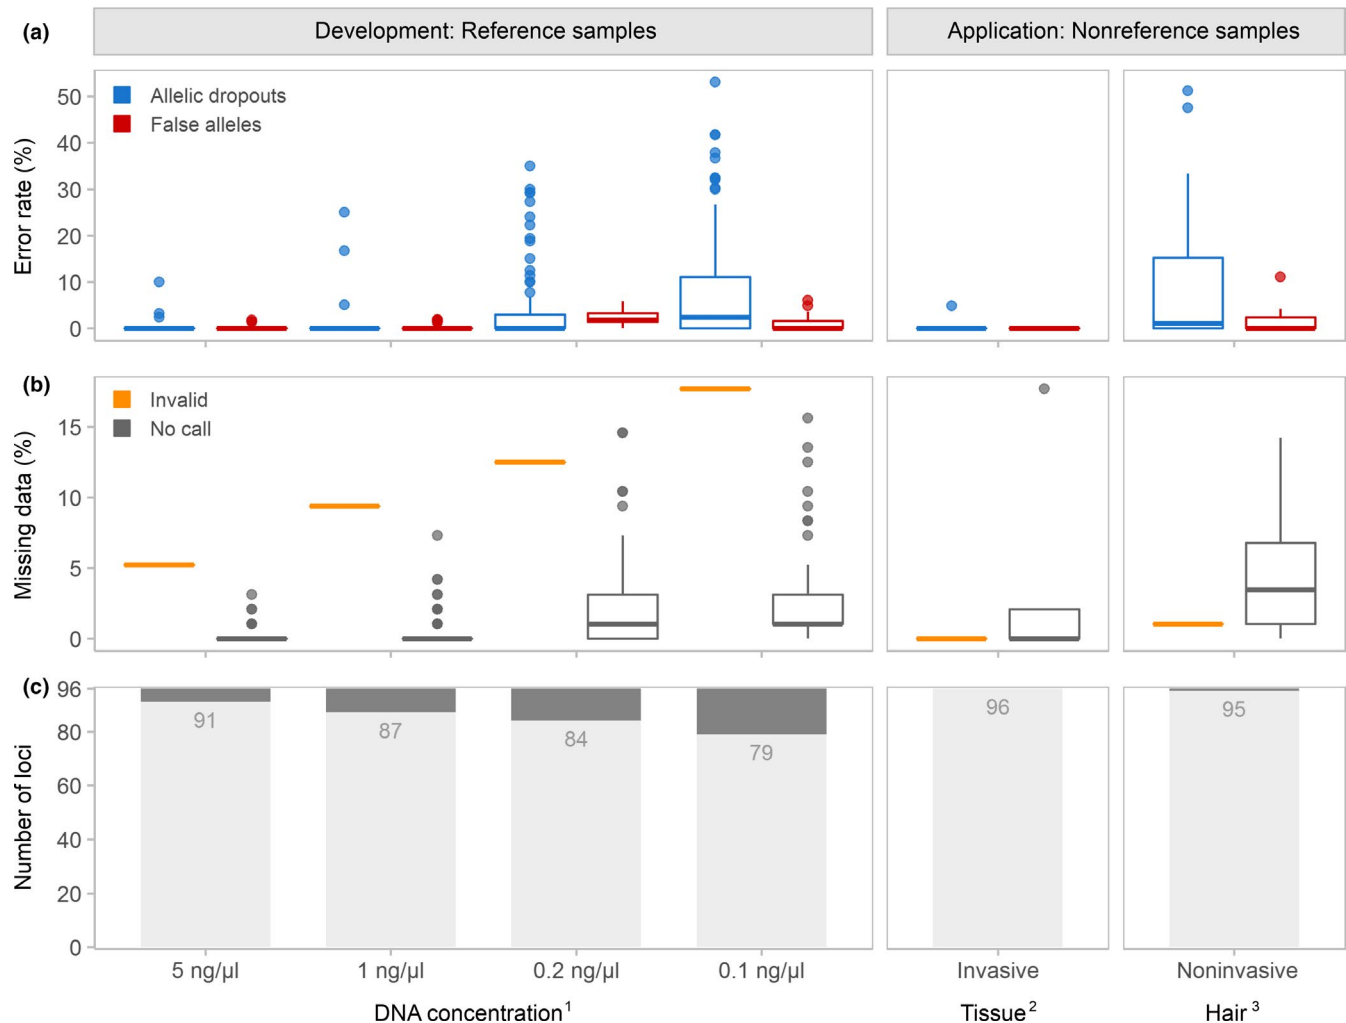 (a)
Development: Reference samples
Application: Nonreference samples
Allelic dropouts
False alleles
Error rate (%)
50
40
30
20
10
0
(b)
Invalid
No call
Missing data (%)
15
10
5
0
(c)
Number of loci
96
80
60
40
20
0
91
87
84
79
96
95
5 ng/µl
1 ng/µl
0.2 ng/µl
0.1 ng/µl
Invasive
Noninvasive
DNA concentration¹
Tissue²
Hair³